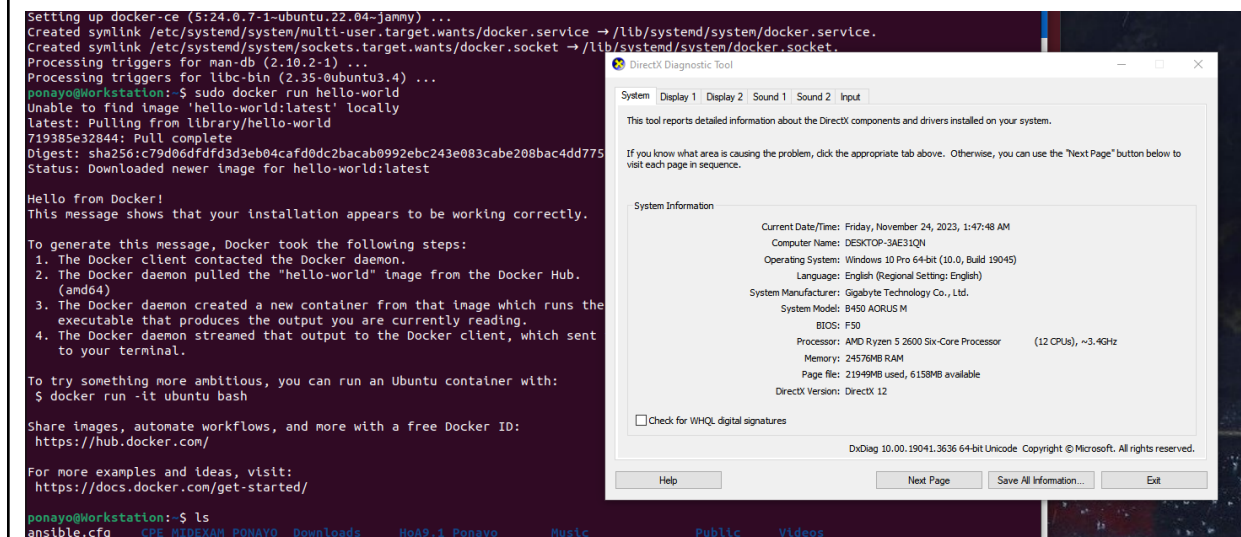 Setting up docker-ce (5:24.0.7-1~ubuntu.22.04~jammy) ...
Created symlink /etc/systemd/system/multi-user.target.wants/docker.service → /lib/systemd/system/docker.service.
Created symlink /etc/systemd/system/sockets.target.wants/docker.socket → /lib/systemd/system/docker.socket.
Processing triggers for man-db (2.10.2-1) ...
Processing triggers for libc-bin (2.35-0ubuntu3.4) ...
ponayo@Workstation:~$ sudo docker run hello-world
Unable to find image 'hello-world:latest' locally
latest: Pulling from library/hello-world
719385e32844: Pull complete
Digest: sha256:c79d06dfdfd3d3eb04cafd0dc2bacab0992ebc243e083cabe208bac4dd775
Status: Downloaded newer image for hello-world:latest
Hello from Docker!
This message shows that your installation appears to be working correctly.
To generate this message, Docker took the following steps:
1. The Docker client contacted the Docker daemon.
2. The Docker daemon pulled the "hello-world" image from the Docker Hub.
(amd64)
3. The Docker daemon created a new container from that image which runs the
executable that produces the output you are currently reading.
4. The Docker daemon streamed that output to the Docker client, which sent
to your terminal.
To try something more ambitious, you can run an Ubuntu container with:
$ docker run -it ubuntu bash
Share images, automate workflows, and more with a free Docker ID:
https://hub.docker.com/
For more examples and ideas, visit:
https://docs.docker.com/get-started/
ponayo@Workstation:~$ ls
ansible.cfg CPE_MIDEXAM_PONAYO Downloads HoA9.1_Ponayo Music Public Videos
DirectX Diagnostic Tool
System Display 1 Display 2 Sound 1 Sound 2 Input
This tool reports detailed information about the DirectX components and drivers installed on your system.
If you know what area is causing the problem, click the appropriate tab above. Otherwise, you can use the "Next Page" button below to
visit each page in sequence.
System Information
Current Date/Time: Friday, November 24, 2023, 1:47:48 AM
Computer Name: DESKTOP-3AE31QN
Operating System: Windows 10 Pro 64-bit (10.0, Build 19045)
Language: English (Regional Setting: English)
System Manufacturer: Gigabyte Technology Co., Ltd.
System Model: B450 AORUS M
BIOS: F50
Processor: AMD Ryzen 5 2600 Six-Core Processor (12 CPUs), ~3.4GHz
Memory: 24576MB RAM
Page file: 21949MB used, 6158MB available
DirectX Version: DirectX 12
Check for WHQL digital signatures
DxDiag 10.00.19041.3636 64-bit Unicode Copyright © Microsoft. All rights reserved.
Help Next Page Save All Information... Exit